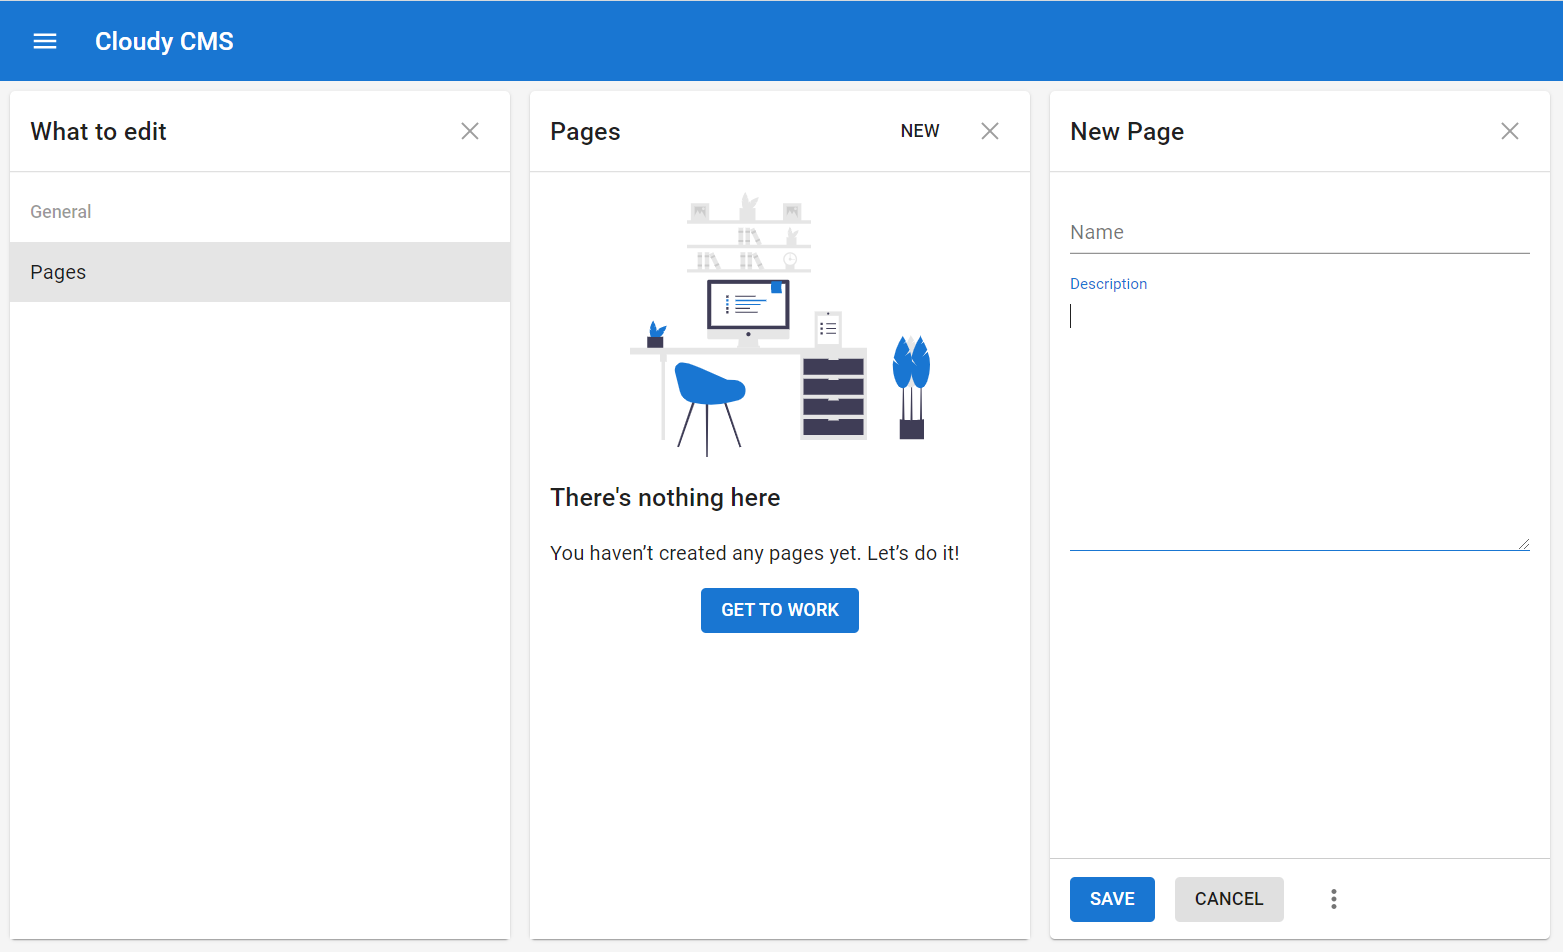 Cloudy CMS
What to edit
General
Pages
Pages
NEW
There's nothing here
You haven’t created any pages yet. Let’s do it!
GET TO WORK
New Page
Name
Description
SAVE
CANCEL